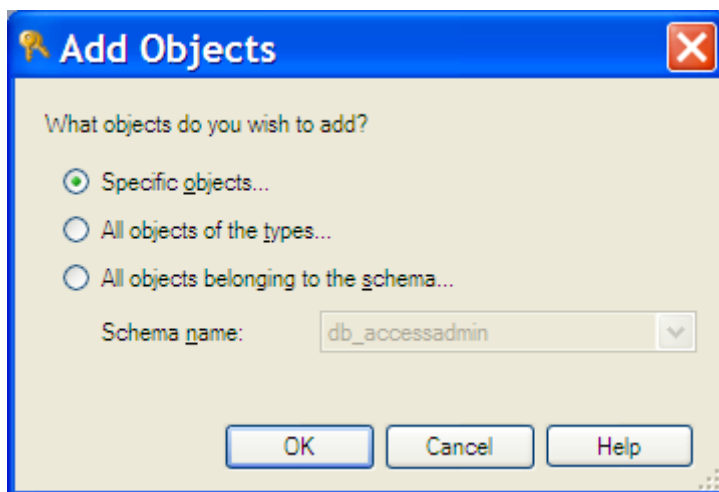 Add Objects
What objects do you wish to add?
Specific objects...
All objects of the types...
All objects belonging to the schema...
Schema name: db_accessadmin
OK Cancel Help